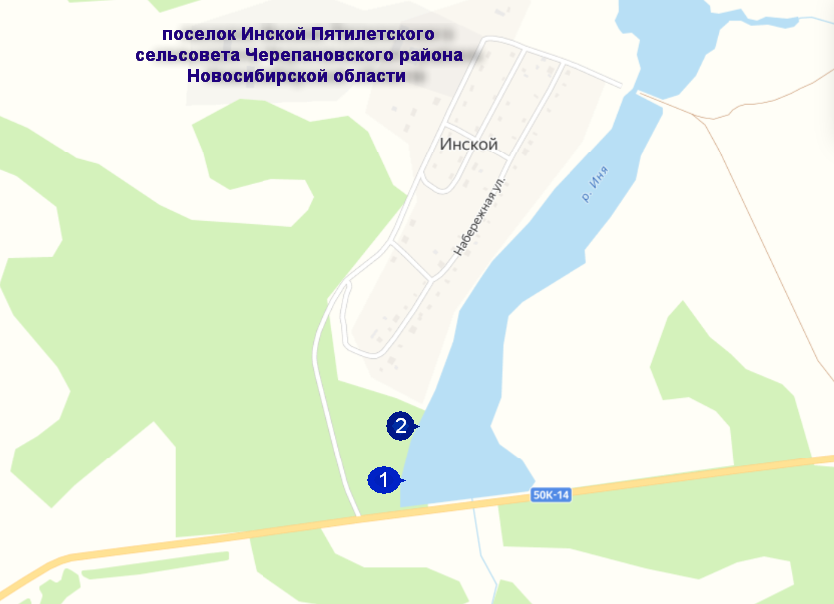 поселок Инской Пятилетского
сельсовета Черепановского района
Новосибирской области
Инской
р. Иня
Набережная ул.
2
1
50К-14